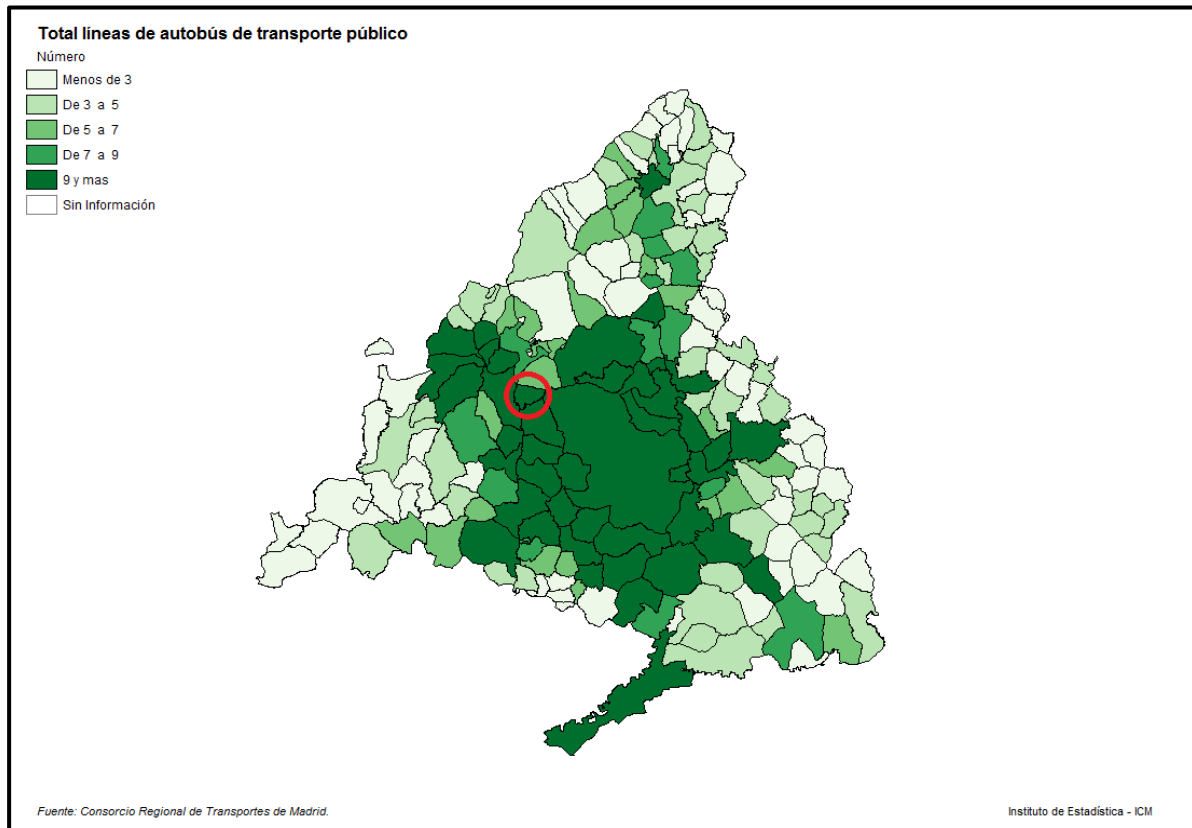 Total líneas de autobús de transporte público
Número
Menos de 3
De 3 a 5
De 5 a 7
De 7 a 9
9 y mas
Sin Información
Fuente: Consorcio Regional de Transportes de Madrid.
Instituto de Estadística - ICM